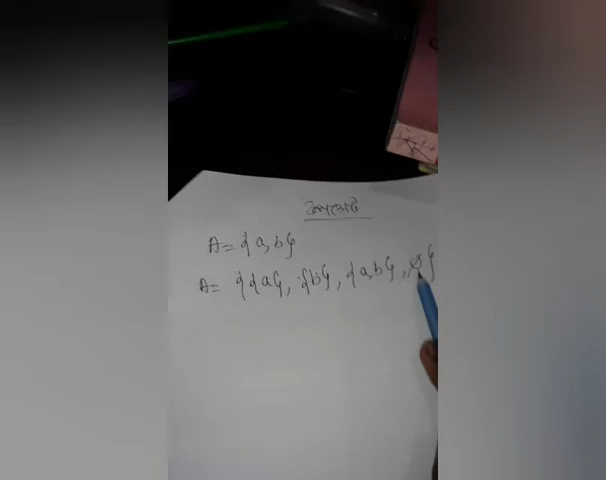 উপসেট
A = {a, b}
A = {{a}, {b}, {a, b}, ∅}